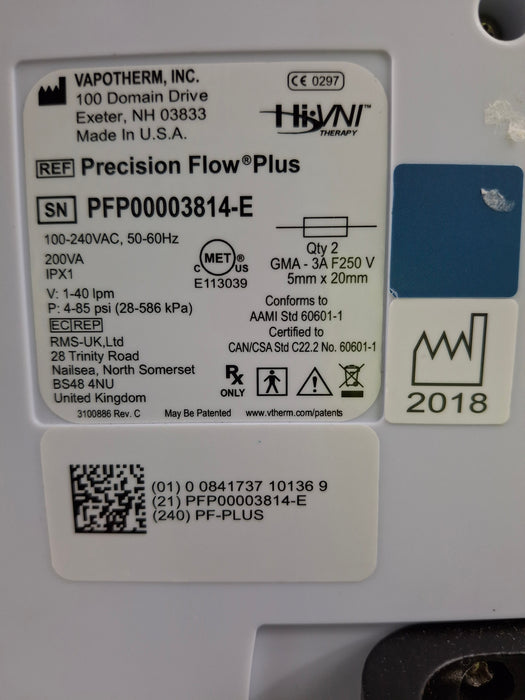 VAPOTHERM, INC.
100 Domain Drive
Exeter, NH 03833
Made in U.S.A.
CE 0297
Hi-VNI™
THERAPY
REF Precision Flow® Plus
SN PFP00003814-E
100-240VAC, 50-60Hz
200VA
IPX1
V: 1-40 lpm
P: 4-85 psi (28-586 kPa)
EC REP
RMS-UK,Ltd
28 Trinity Road
Nailsea, North Somerset
BS48 4NU
United Kingdom
C MET ® US
E113039
Qty 2
GMA - 3A F250 V
5mm x 20mm
Conforms to
AAMI Std 60601-1
Certified to
CAN/CSA Std C22.2 No. 60601-1
Rx
ONLY
3100886 Rev. C May Be Patented www.vtherm.com/patents
2018
(01) 0 0841737 10136 9
(21) PFP00003814-E
(240) PF-PLUS